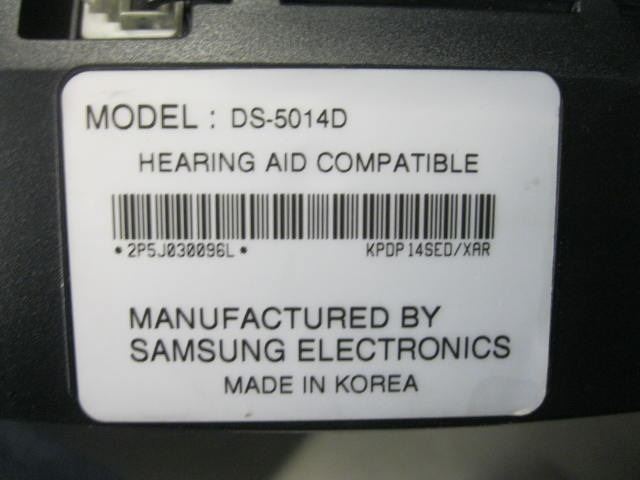 MODEL : DS-5014D
HEARING AID COMPATIBLE
*2P5J030096L* KPDP14SED/XAR
MANUFACTURED BY
SAMSUNG ELECTRONICS
MADE IN KOREA